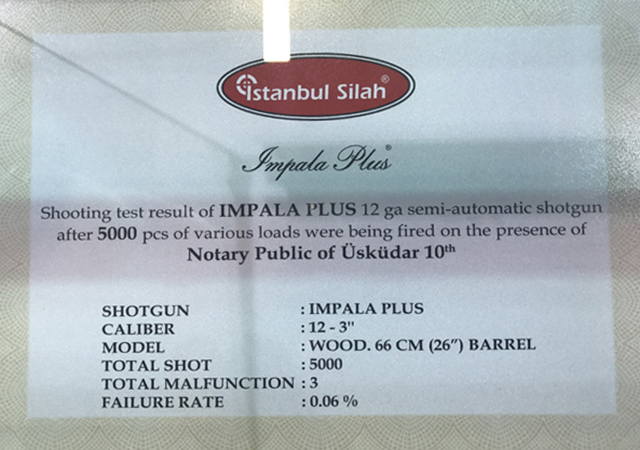 istanbul Silah®
Impala Plus®
Shooting test result of IMPALA PLUS 12 ga semi-automatic shotgun
after 5000 pcs of various loads were being fired on the presence of
Notary Public of Üsküdar 10th
SHOTGUN : IMPALA PLUS
CALIBER : 12 - 3"
MODEL : WOOD. 66 CM (26") BARREL
TOTAL SHOT : 5000
TOTAL MALFUNCTION : 3
FAILURE RATE : 0.06 %